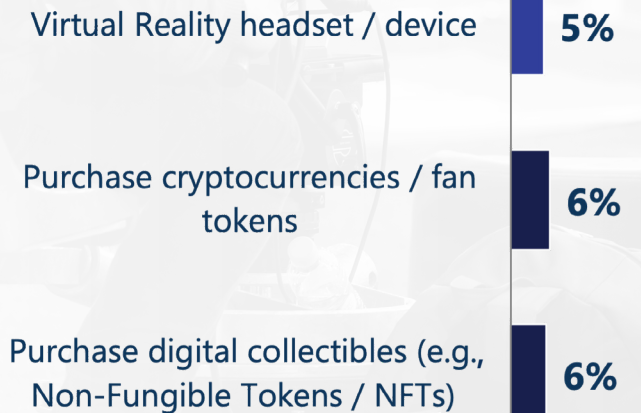 Virtual Reality headset / device 5%
Purchase cryptocurrencies / fan
tokens 6%
Purchase digital collectibles (e.g.,
Non-Fungible Tokens / NFTs) 6%